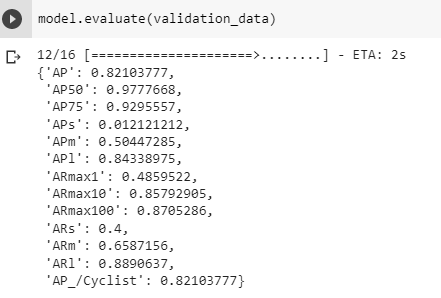 model.evaluate(validation_data)
12/16 [=====================>........] - ETA: 2s
{'AP': 0.82103777,
'AP50': 0.9777668,
'AP75': 0.9295557,
'APs': 0.012121212,
'APm': 0.50447285,
'APl': 0.84338975,
'ARmax1': 0.4859522,
'ARmax10': 0.85792905,
'ARmax100': 0.8705286,
'ARs': 0.4,
'ARm': 0.6587156,
'ARl': 0.8890637,
'AP_/Cyclist': 0.82103777}